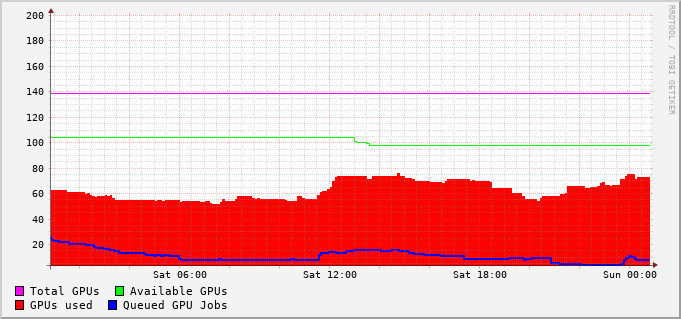 200
180
160
140
120
100
80
60
40
20
Sat 06:00 Sat 12:00 Sat 18:00 Sun 00:00
Total GPUs Available GPUs
GPUs used Queued GPU Jobs
RRDTOOL / TOBI OETIKER